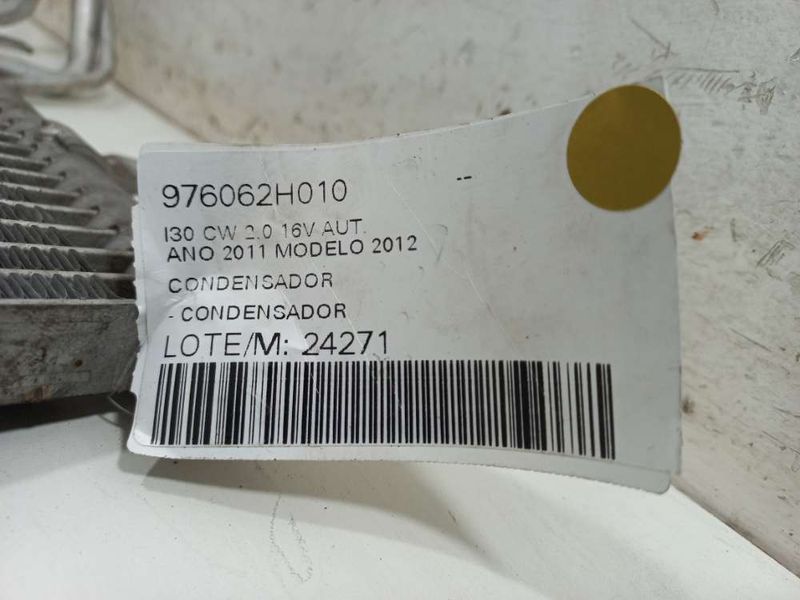 976062H010
--
I30 CW 2.0 16V AUT.
ANO 2011 MODELO 2012
CONDENSADOR
- CONDENSADOR
LOTE/M: 24271